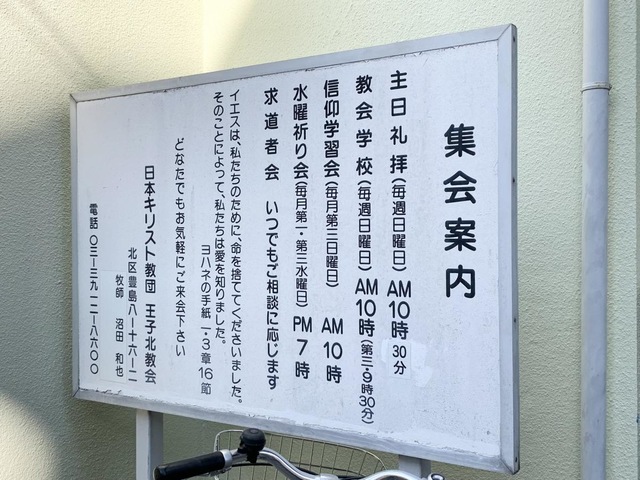 集会案内
主日礼拝(毎週日曜日)AM10時30分
教会学校(毎週日曜日)AM10時(第三・9時30分)
信仰学習会(毎月第三日曜日) AM10時
水曜祈り会(毎月第一・第三水曜日) PM7時
求道者会 いつでもご相談に応じます
イエスは、私たちのために、命を捨ててくださいました。
そのことによって、私たちは愛を知りました。
ヨハネの手紙一・3章16節
どなたでもお気軽にご来会下さい
日本キリスト教団 王子北教会
北区豊島八ー十六ー二
牧師 沼田和也
電話 〇三ー三九一二ー八六〇〇